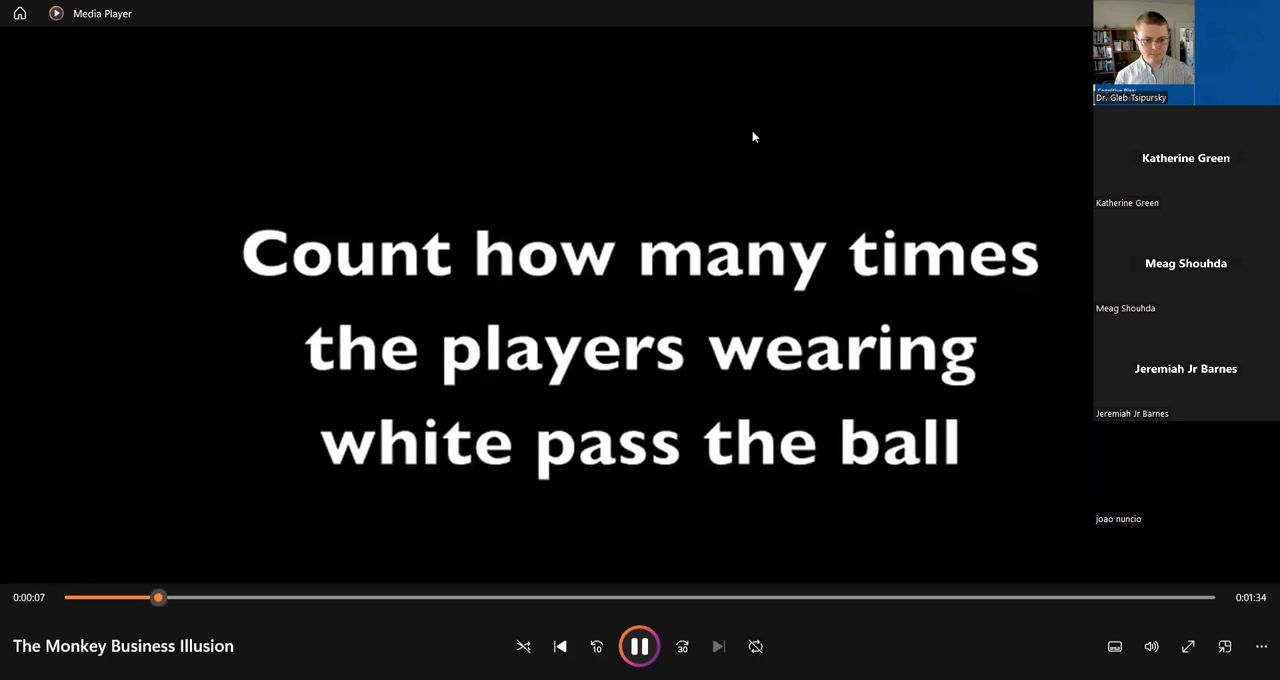 Media Player
Dr. Gleb Tsipursky
Katherine Green
Katherine Green
Meag Shouhda
Meag Shouhda
Jeremiah Jr Barnes
Jeremiah Jr Barnes
joao nuncio
Count how many times
the players wearing
white pass the ball
0:00:07
0:01:34
The Monkey Business Illusion
10
30